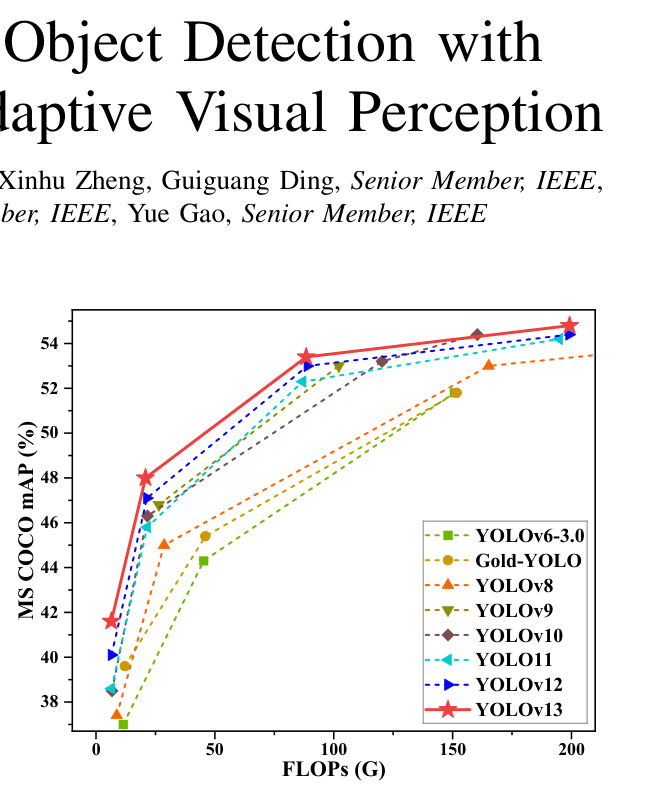 Object Detection with
daptive Visual Perception
Xinhu Zheng, Guiguang Ding, Senior Member, IEEE,
ber, IEEE, Yue Gao, Senior Member, IEEE
54
52
50
48
46
44
42
40
38
MS COCO mAP (%)
YOLOv6-3.0
Gold-YOLO
YOLOv8
YOLOv9
YOLOv10
YOLO11
YOLOv12
YOLOv13
0 50 100 150 200
FLOPs (G)